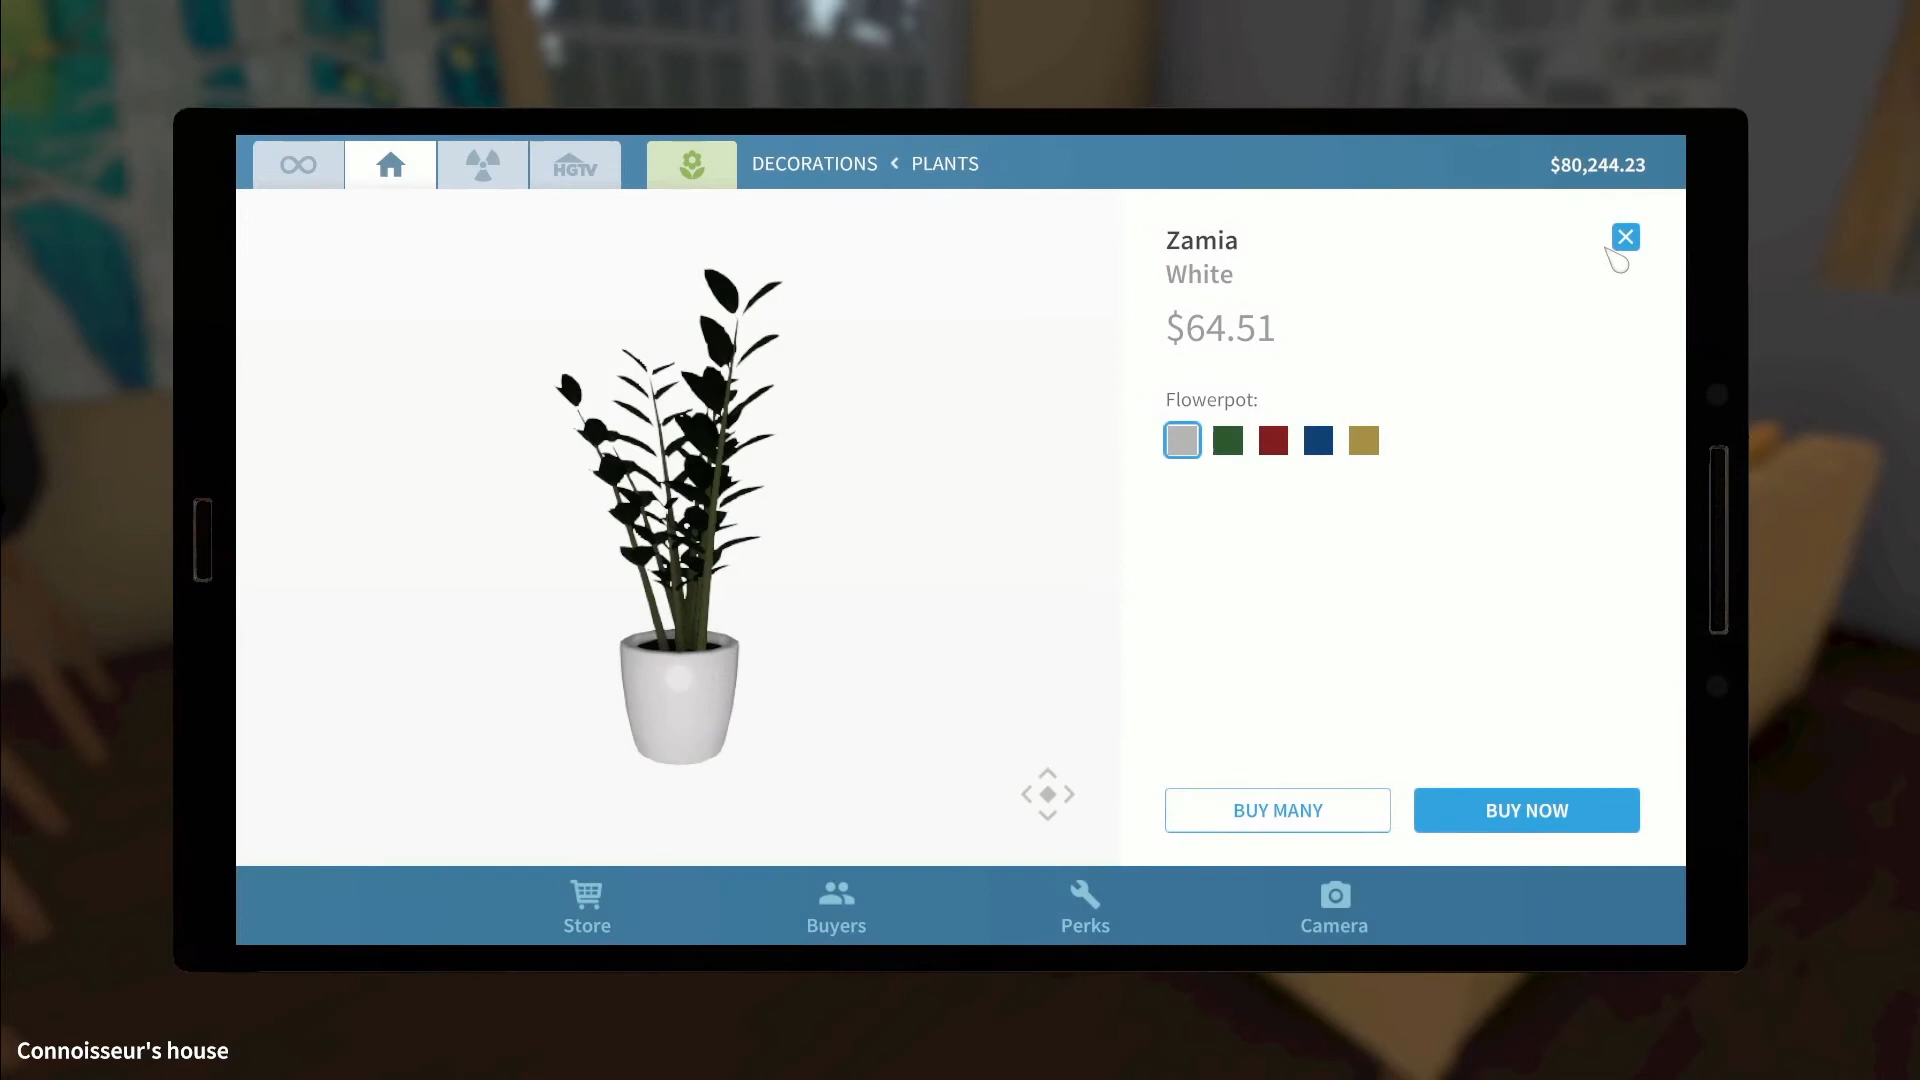 HGTV
DECORATIONS < PLANTS
$80,244.23
Zamia
White
$64.51
Flowerpot:
BUY MANY
BUY NOW
Store
Buyers
Perks
Camera
Connoisseur's house